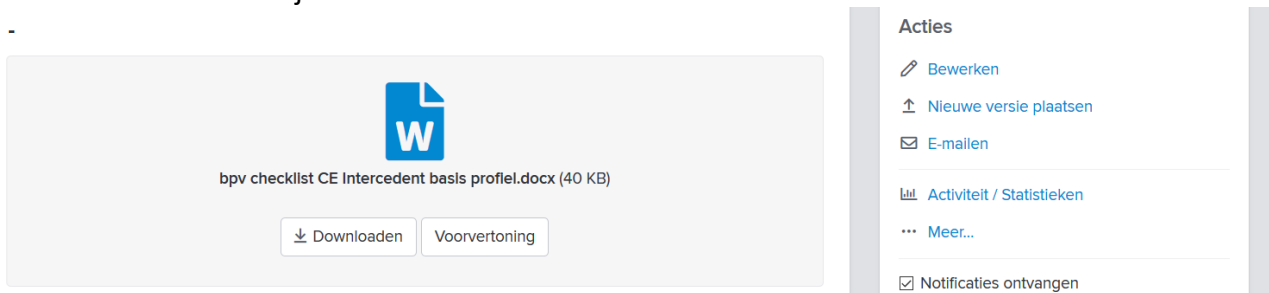 -
W
bpv checklist CE Intercedent basis profiel.docx (40 KB)
Downloaden
Voorvertoning
Acties
Bewerken
Nieuwe versie plaatsen
E-mailen
Activiteit / Statistieken
Meer...
Notificaties ontvangen